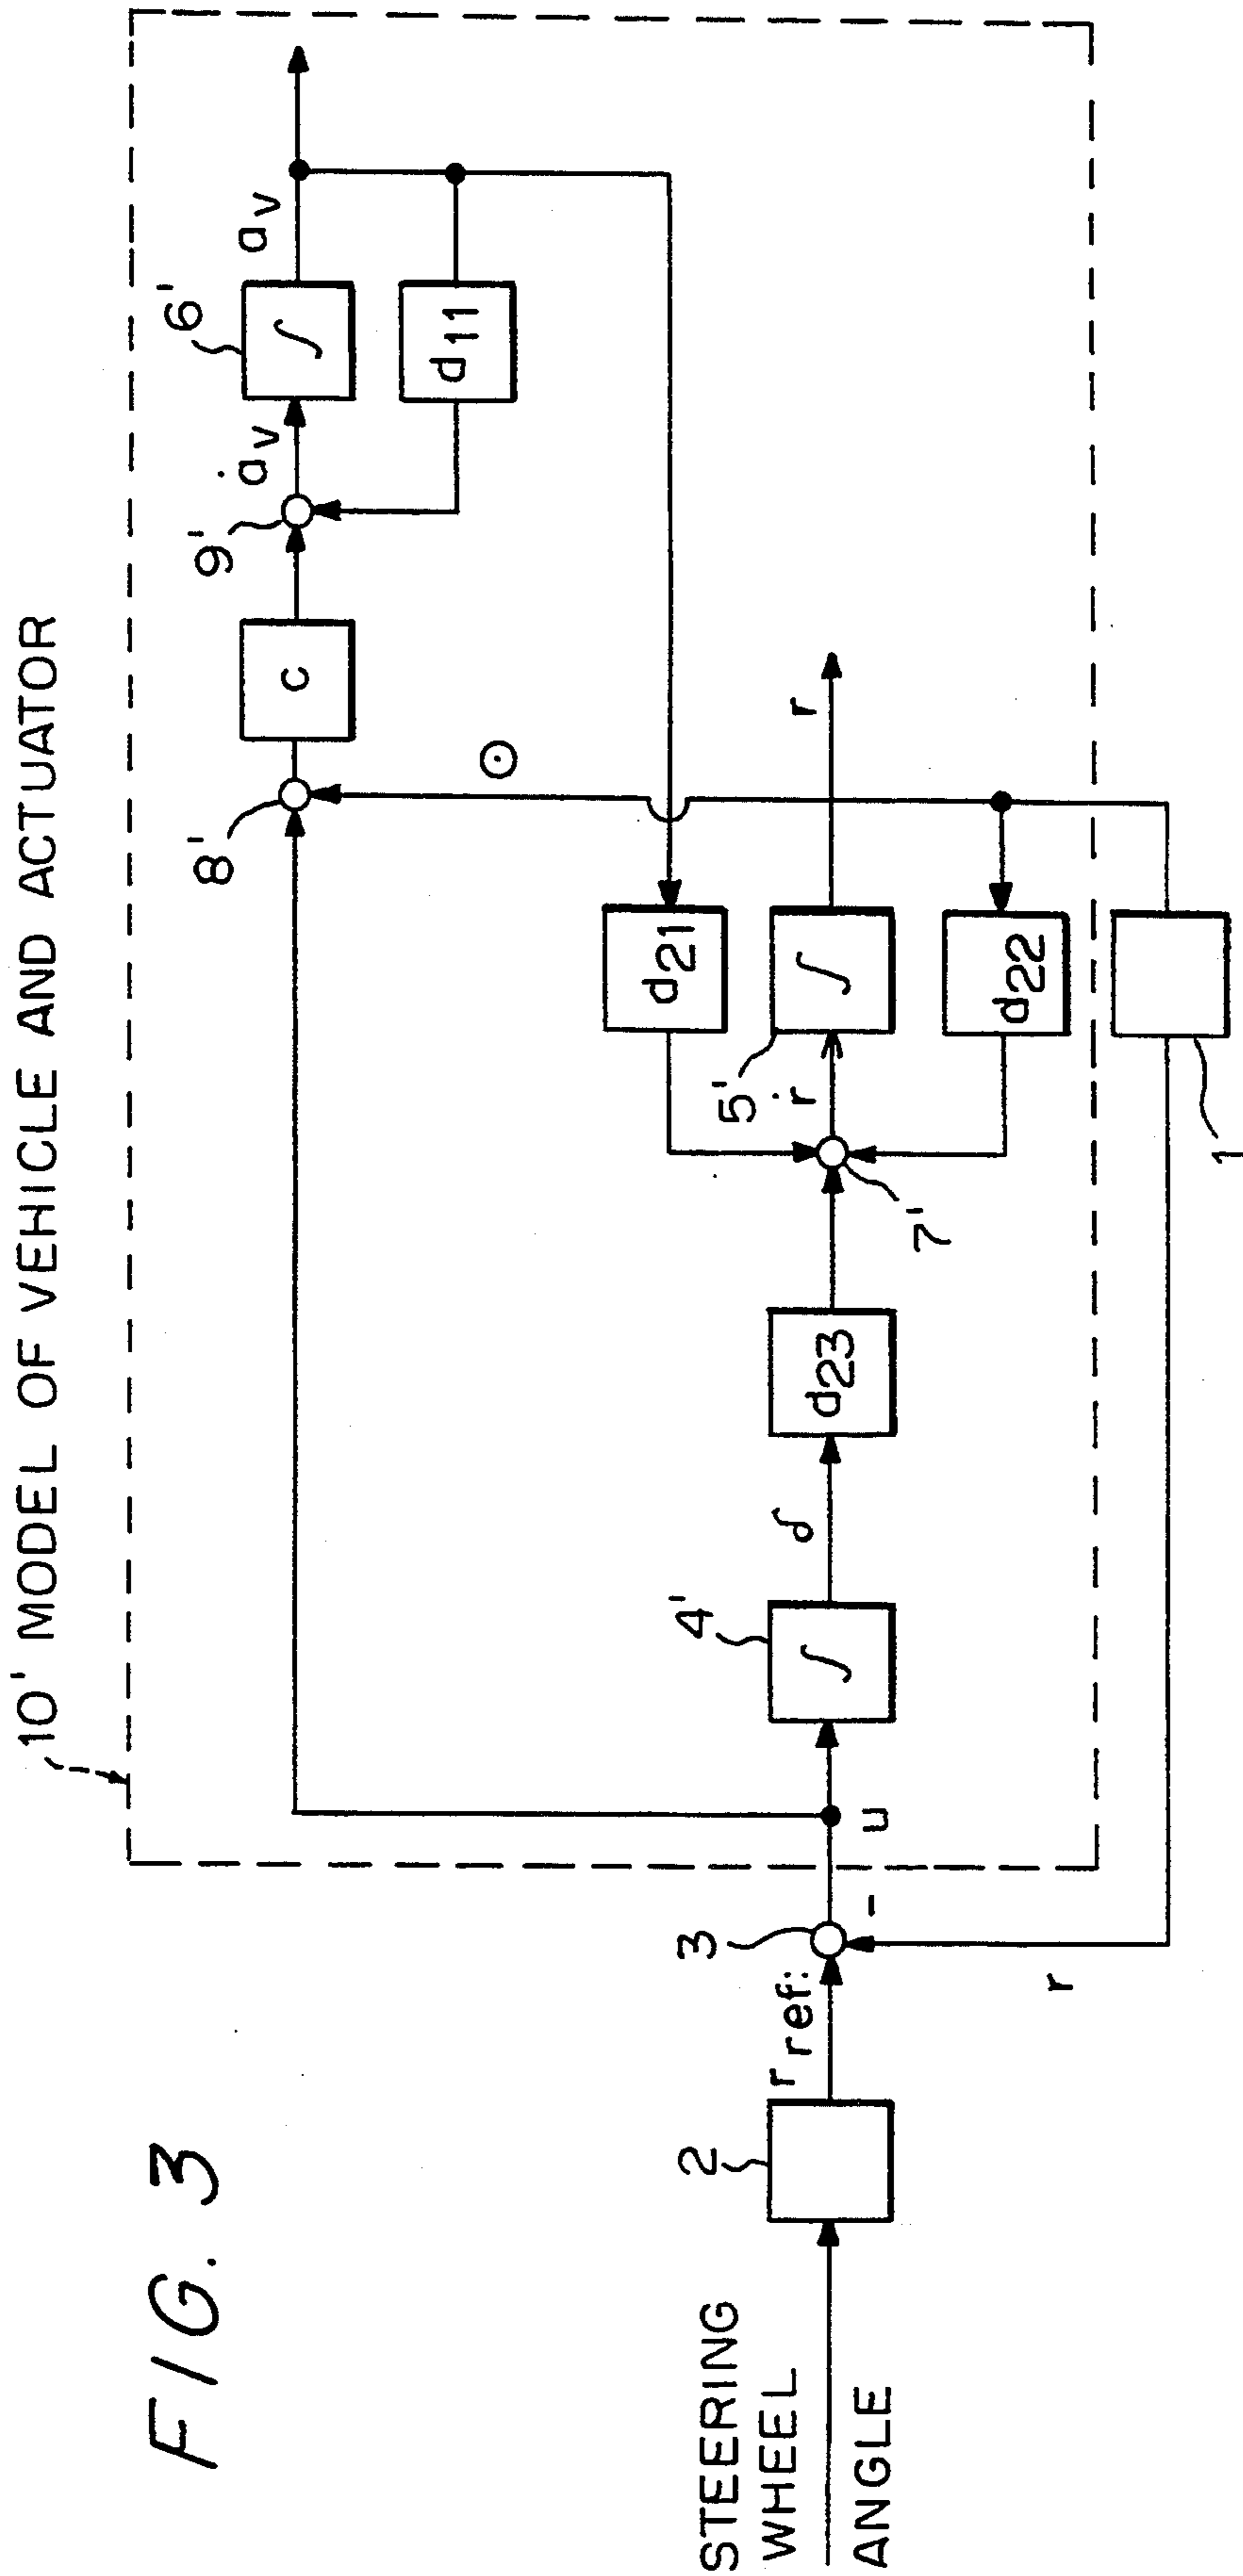 FIG. 3
10' MODEL OF VEHICLE AND ACTUATOR
6'
9'
8'
ȧv
av
c
∫
d11
⊙
d21
5'
ṙ
∫
r
d22
7'
d23
δ
4'
∫
u
3
-
r ref:
r
2
1
STEERING
WHEEL
ANGLE